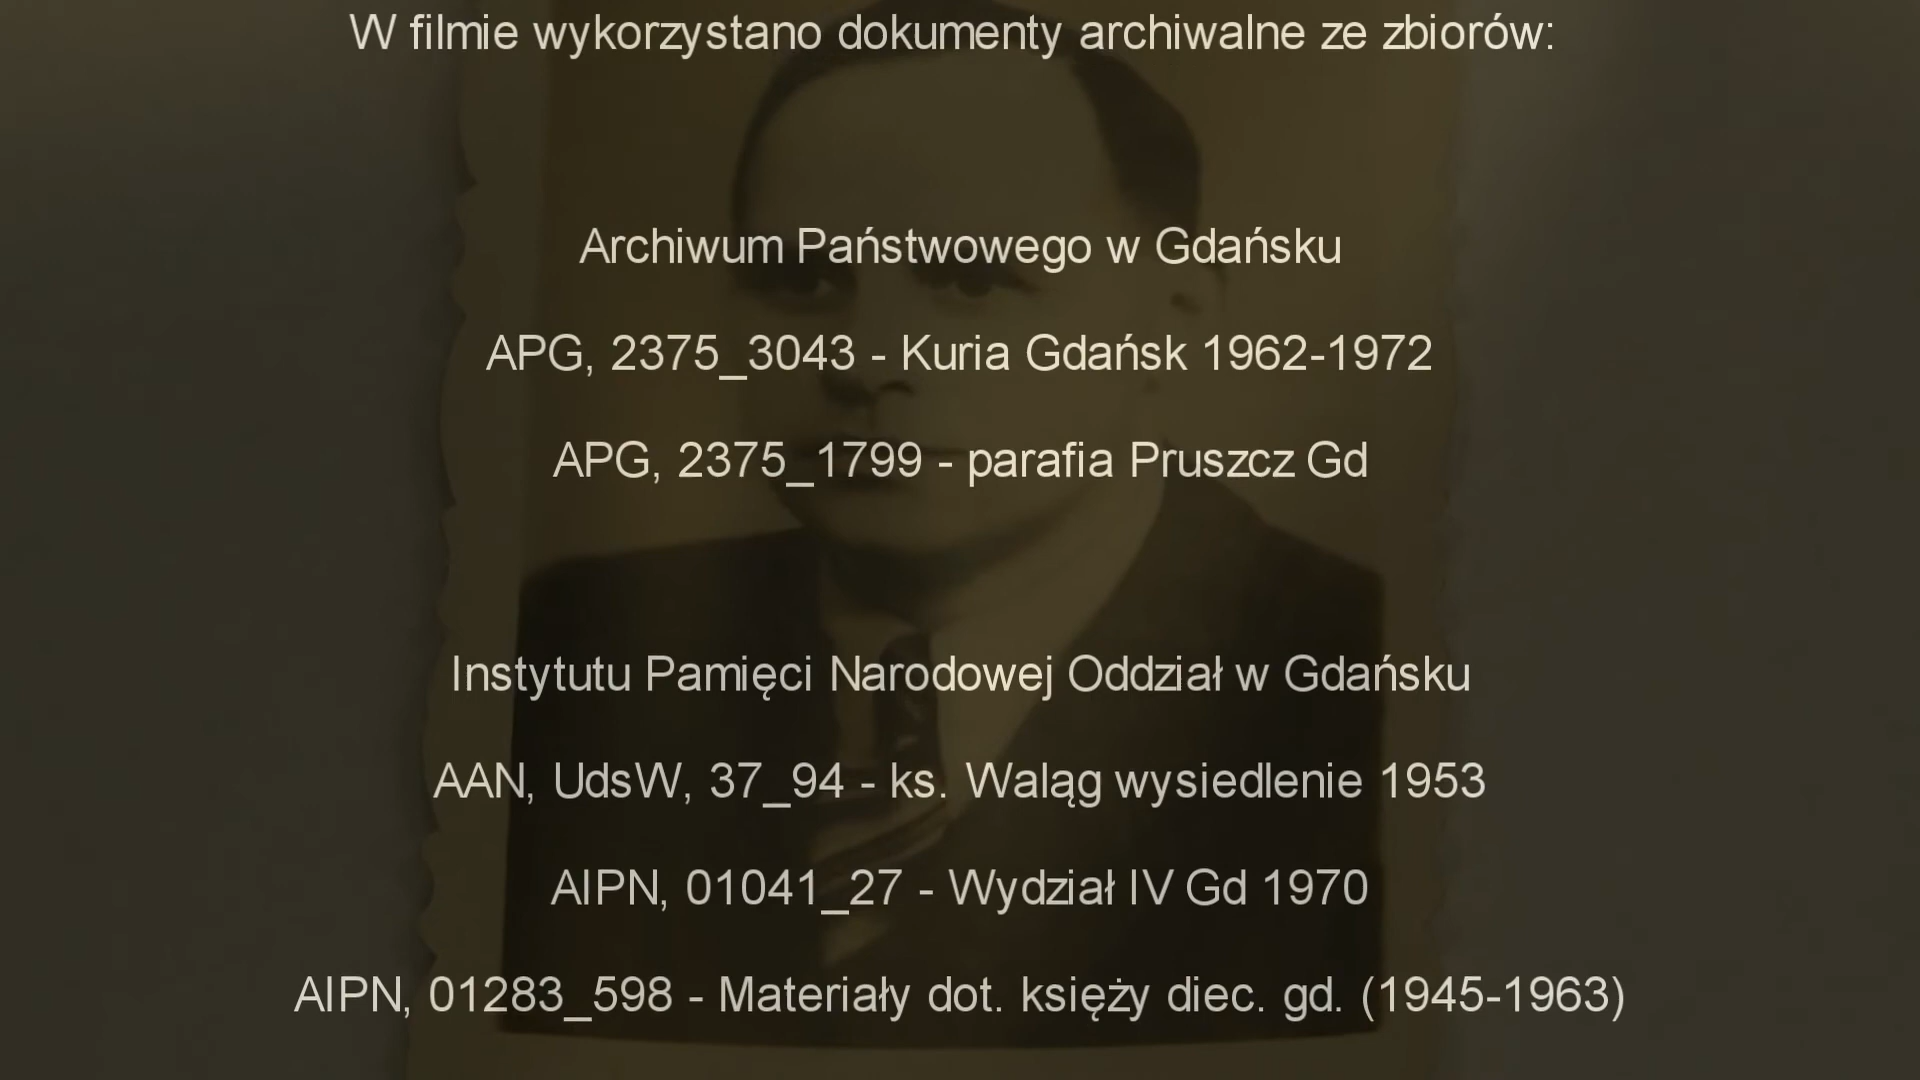 W filmie wykorzystano dokumenty archiwalne ze zbiorów:
Archiwum Państwowego w Gdańsku
APG, 2375_3043 - Kuria Gdańsk 1962-1972
APG, 2375_1799 - parafia Pruszcz Gd
Instytutu Pamięci Narodowej Oddział w Gdańsku
AAN, UdsW, 37_94 - ks. Waląg wysiedlenie 1953
AIPN, 01041_27 - Wydział IV Gd 1970
AIPN, 01283_598 - Materiały dot. księży diec. gd. (1945-1963)